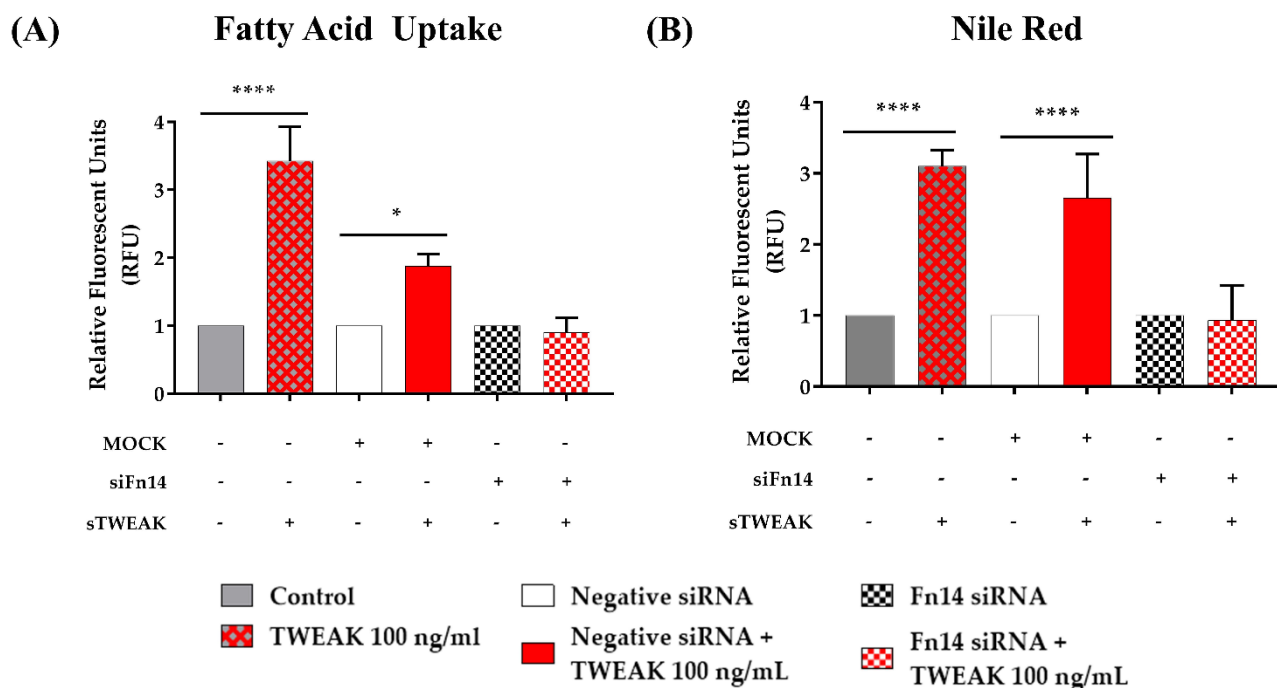 (A) Fatty Acid Uptake
Relative Fluorescent Units
(RFU)
4
3
2
1
0
****
*
MOCK - - + + - -
siFn14 - - - - + +
sTWEAK - + - + - +
(B) Nile Red
Relative Fluorescent Units
(RFU)
4
3
2
1
0
****
****
MOCK - - + + - -
siFn14 - - - - + +
sTWEAK - + - + - +
Control
TWEAK 100 ng/ml
Negative siRNA
Negative siRNA +
TWEAK 100 ng/mL
Fn14 siRNA
Fn14 siRNA +
TWEAK 100 ng/mL